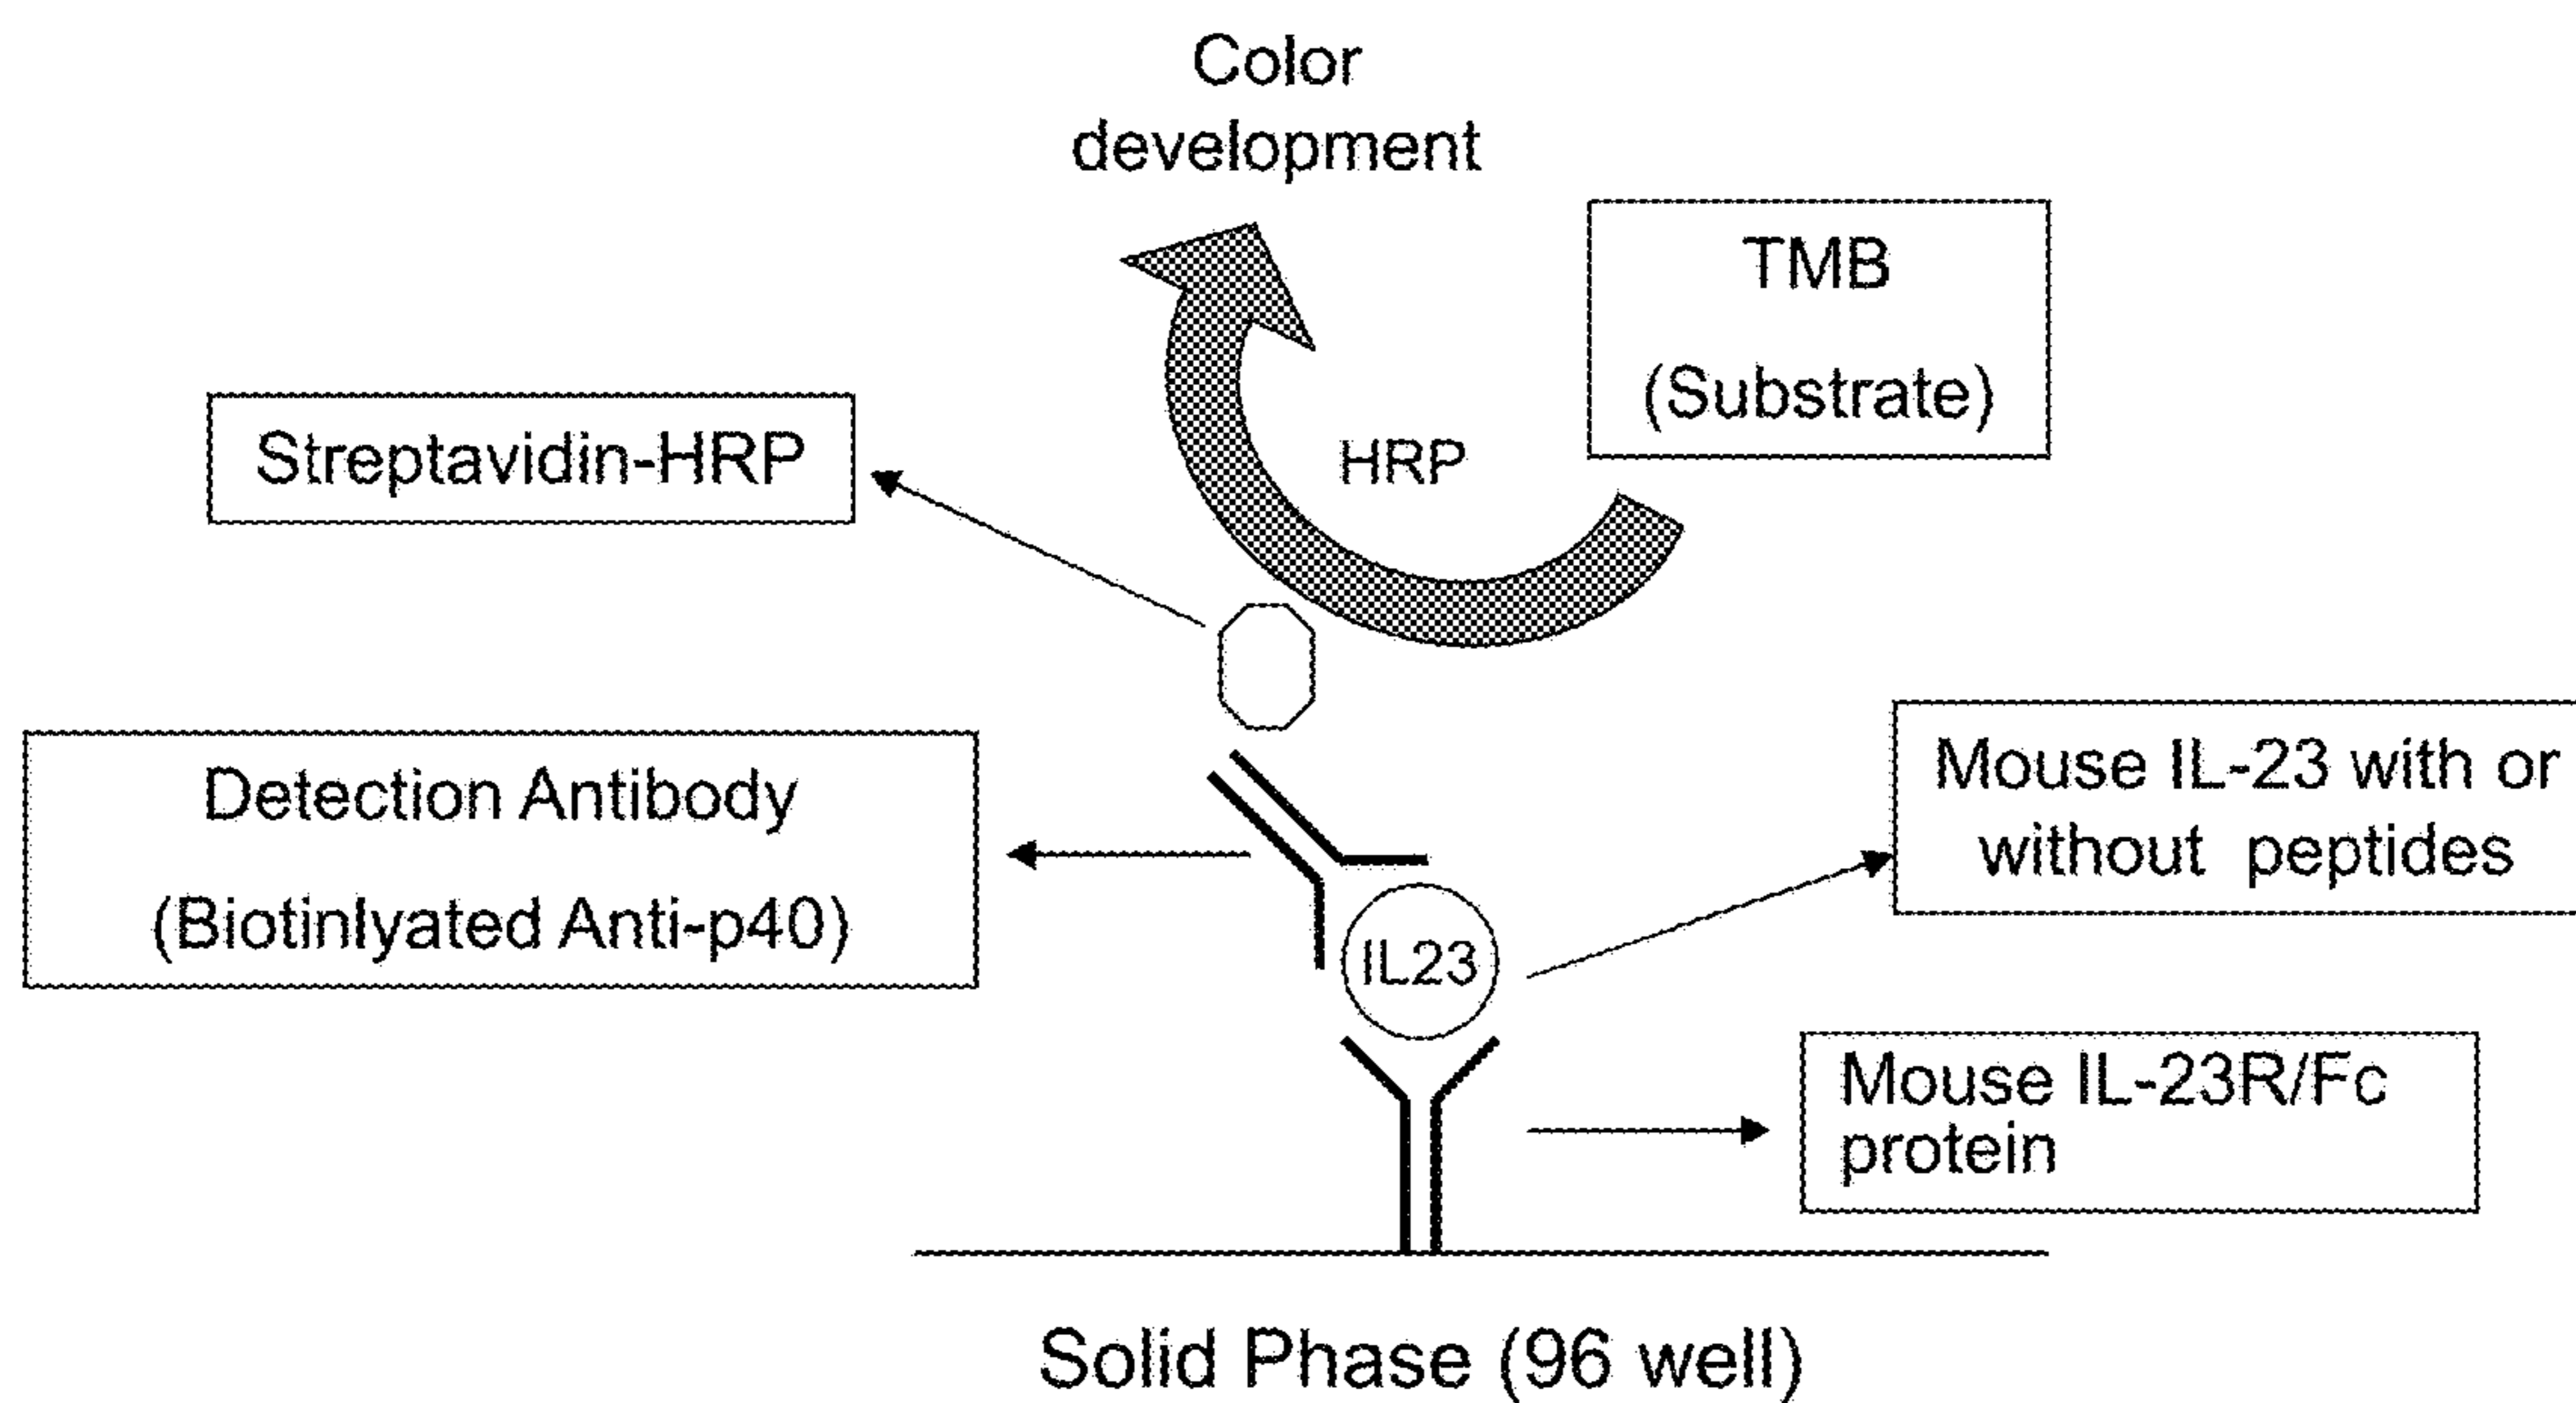 Color
development
TMB
(Substrate)
HRP
Streptavidin-HRP
Detection Antibody
(Biotinlyated Anti-p40)
Mouse IL-23 with or
without peptides
IL23
Mouse IL-23R/Fc
protein
Solid Phase (96 well)